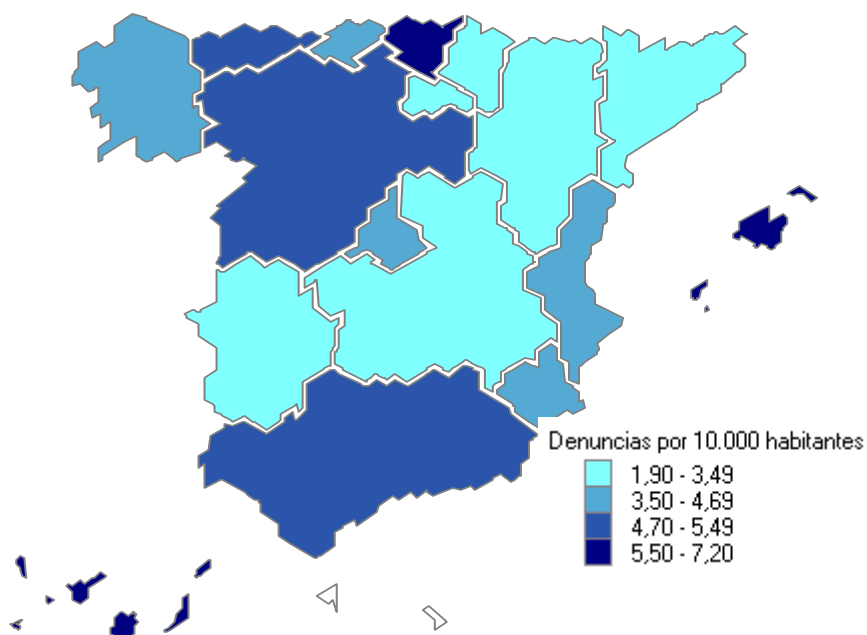 Denuncias por 10.000 habitantes
1,90 - 3,49
3,50 - 4,69
4,70 - 5,49
5,50 - 7,20